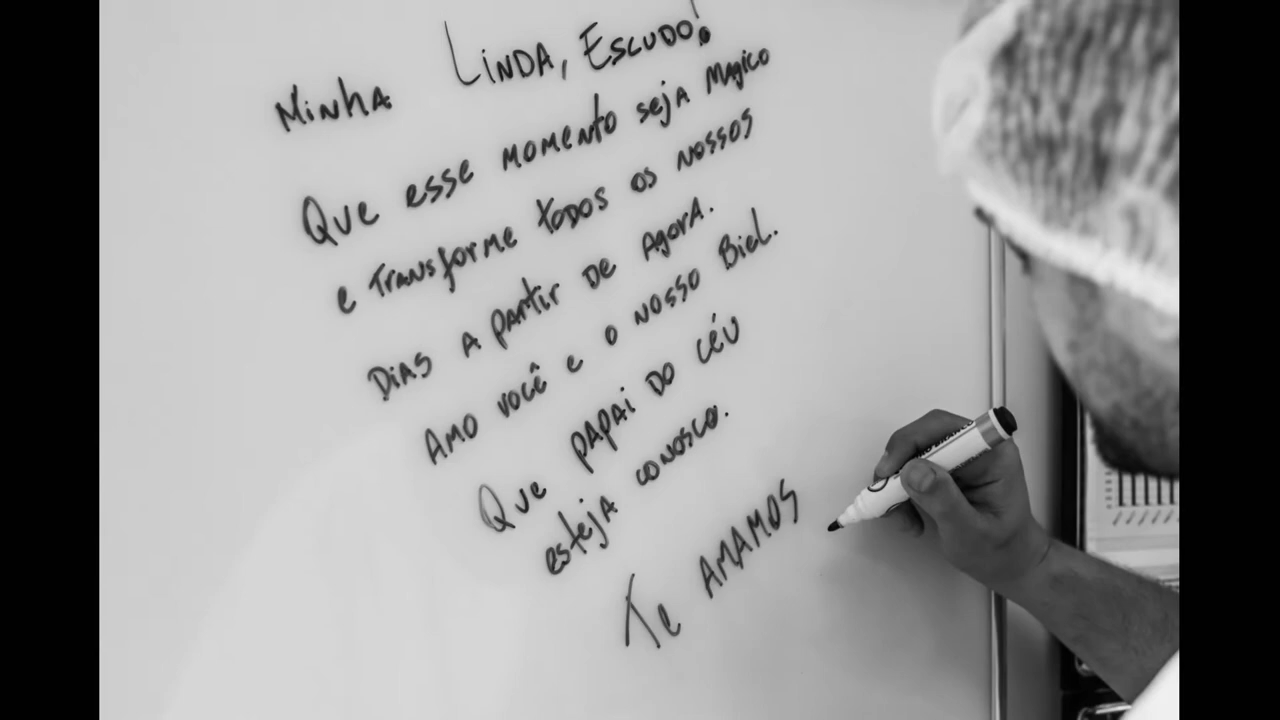 Minha Linda, Escudo!
Que esse momento seja Magico
e transforme todos os nossos
Dias a partir de Agora.
Amo você e o nosso Biel.
Que papai do céu
esteja conosco.
Te Amamos